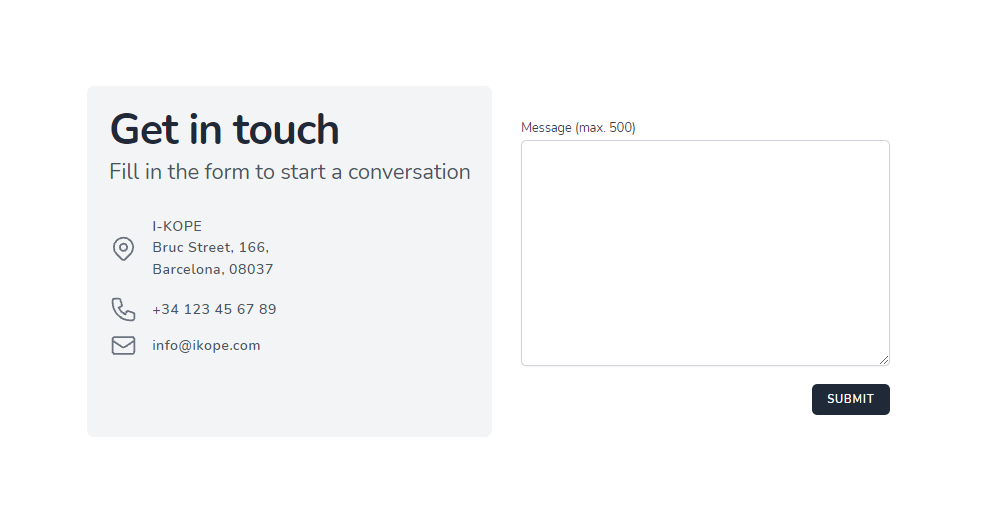 Get in touch
Fill in the form to start a conversation
I-KOPE
Bruc Street, 166,
Barcelona, 08037
+34 123 45 67 89
info@ikope.com
Message (max. 500)
SUBMIT